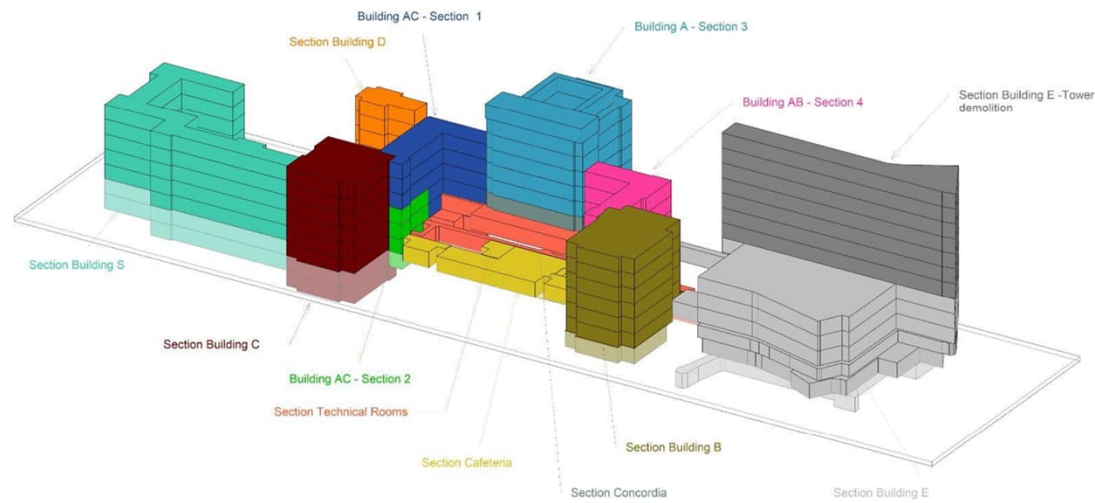 Building AC - Section 1
Building A - Section 3
Section Building D
Section Building E -Tower
demolition
Building AB - Section 4
Section Building S
Section Building C
Building AC - Section 2
Section Technical Rooms
Section Building B
Section Cafeteria
Section Concordia
Section Building E